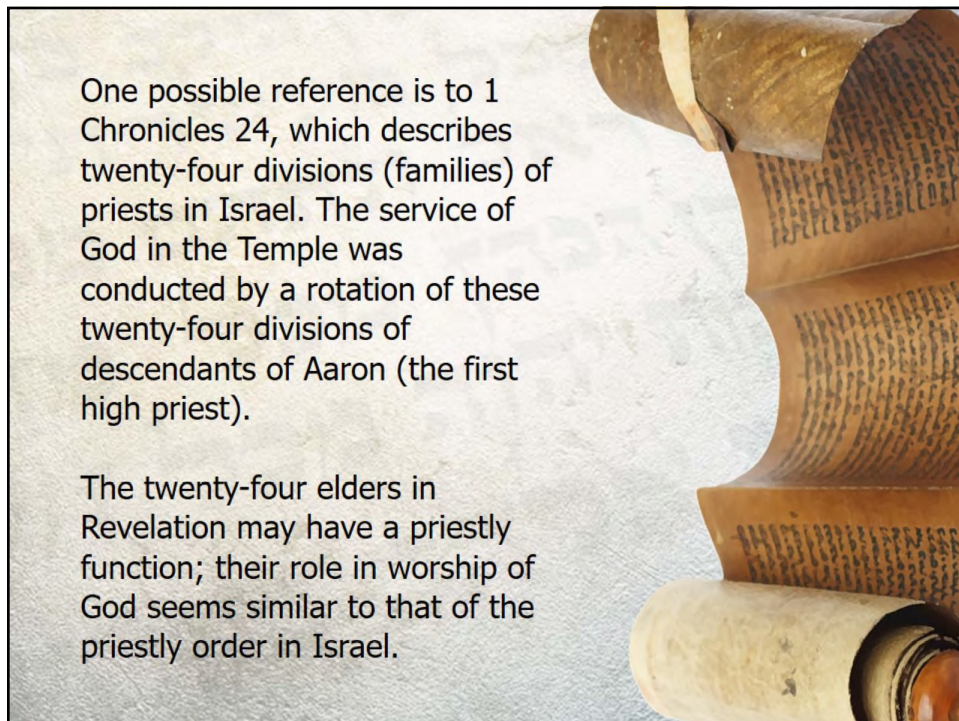 One possible reference is to 1
Chronicles 24, which describes
twenty-four divisions (families) of
priests in Israel. The service of
God in the Temple was
conducted by a rotation of these
twenty-four divisions of
descendants of Aaron (the first
high priest).
The twenty-four elders in
Revelation may have a priestly
function; their role in worship of
God seems similar to that of the
priestly order in Israel.